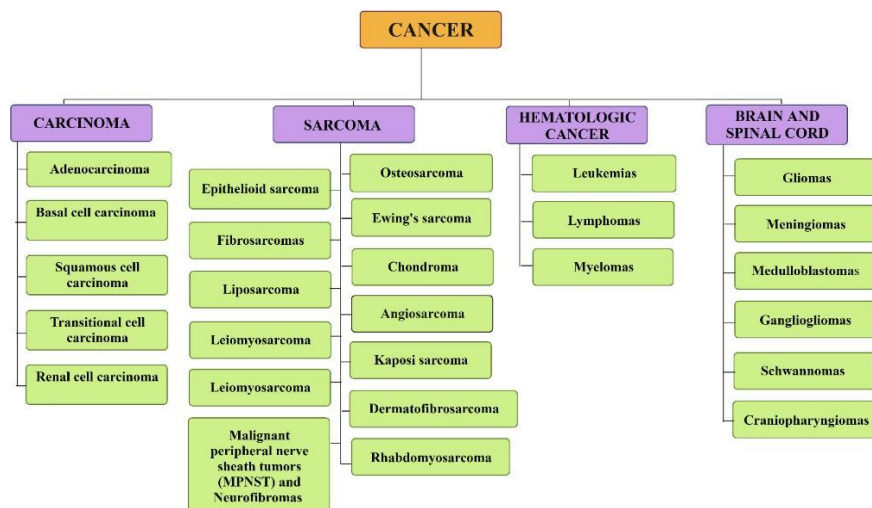 CANCER
CARCINOMA
Adenocarcinoma
Basal cell carcinoma
Squamous cell
carcinoma
Transitional cell
carcinoma
Renal cell carcinoma
SARCOMA
Epithelioid sarcoma
Fibrosarcomas
Liposarcoma
Leiomyosarcoma
Leiomyosarcoma
Malignant
peripheral nerve
sheath tumors
(MPNST) and
Neurofibromas
Osteosarcoma
Ewing's sarcoma
Chondroma
Angiosarcoma
Kaposi sarcoma
Dermatofibrosarcoma
Rhabdomyosarcoma
HEMATOLOGIC
CANCER
Leukemias
Lymphomas
Myelomas
BRAIN AND
SPINAL CORD
Gliomas
Meningiomas
Medulloblastomas
Gangliogliomas
Schwannomas
Craniopharyngiomas